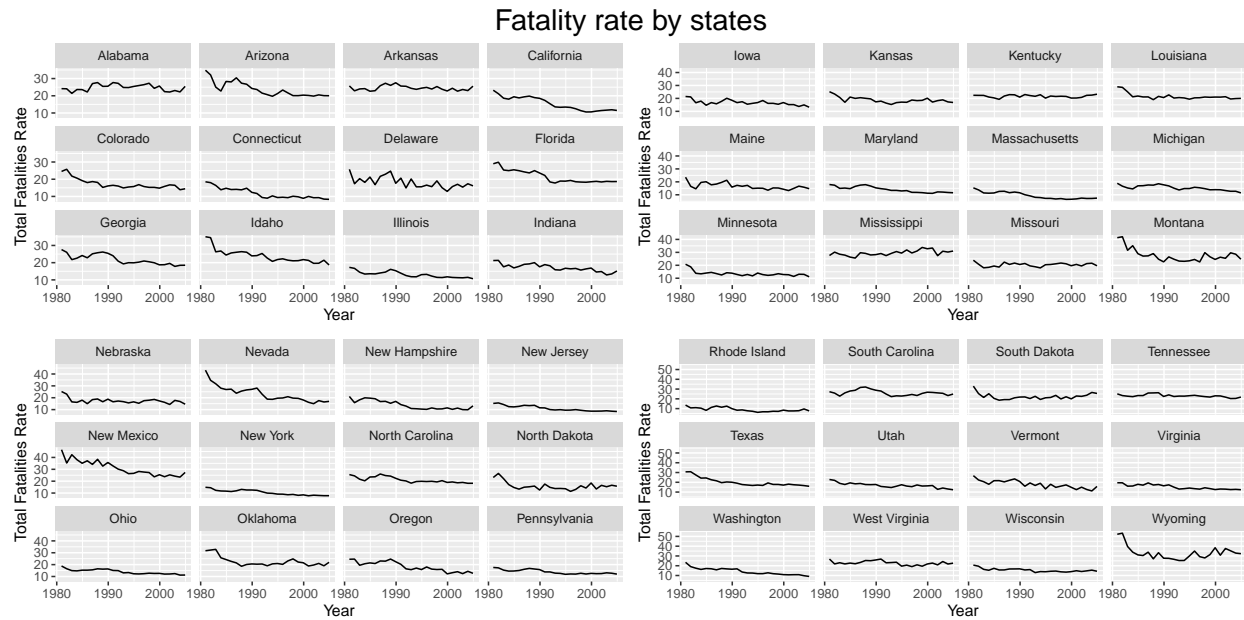 Fatality rate by states
Total Fatalities Rate
Alabama Arizona Arkansas California
30
20
10
Colorado Connecticut Delaware Florida
30
20
10
Georgia Idaho Illinois Indiana
30
20
10
1980 1990 2000 1980 1990 2000 1980 1990 2000 1980 1990 2000
Year
Total Fatalities Rate
Iowa Kansas Kentucky Louisiana
40
30
20
10
Maine Maryland Massachusetts Michigan
40
30
20
10
Minnesota Mississippi Missouri Montana
40
30
20
10
1980 1990 2000 1980 1990 2000 1980 1990 2000 1980 1990 2000
Year
Total Fatalities Rate
Nebraska Nevada New Hampshire New Jersey
40
30
20
10
New Mexico New York North Carolina North Dakota
40
30
20
10
Ohio Oklahoma Oregon Pennsylvania
40
30
20
10
1980 1990 2000 1980 1990 2000 1980 1990 2000 1980 1990 2000
Year
Total Fatalities Rate
Rhode Island South Carolina South Dakota Tennessee
50
40
30
20
10
Texas Utah Vermont Virginia
50
40
30
20
10
Washington West Virginia Wisconsin Wyoming
50
40
30
20
10
1980 1990 2000 1980 1990 2000 1980 1990 2000 1980 1990 2000
Year